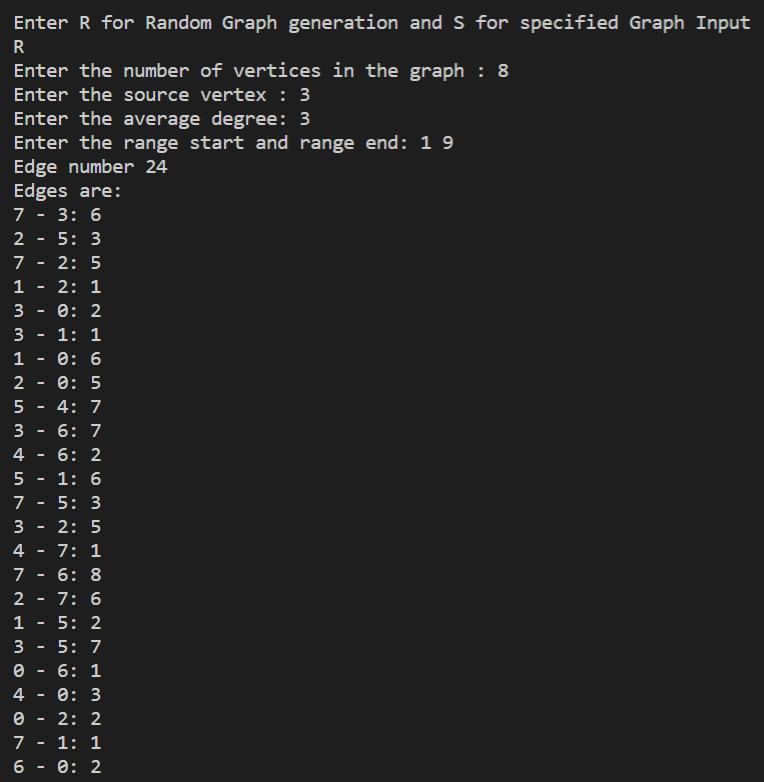 Enter R for Random Graph generation and S for specified Graph Input
R
Enter the number of vertices in the graph : 8
Enter the source vertex : 3
Enter the average degree: 3
Enter the range start and range end: 1 9
Edge number 24
Edges are:
7 - 3: 6
2 - 5: 3
7 - 2: 5
1 - 2: 1
3 - 0: 2
3 - 1: 1
1 - 0: 6
2 - 0: 5
5 - 4: 7
3 - 6: 7
4 - 6: 2
5 - 1: 6
7 - 5: 3
3 - 2: 5
4 - 7: 1
7 - 6: 8
2 - 7: 6
1 - 5: 2
3 - 5: 7
0 - 6: 1
4 - 0: 3
0 - 2: 2
7 - 1: 1
6 - 0: 2